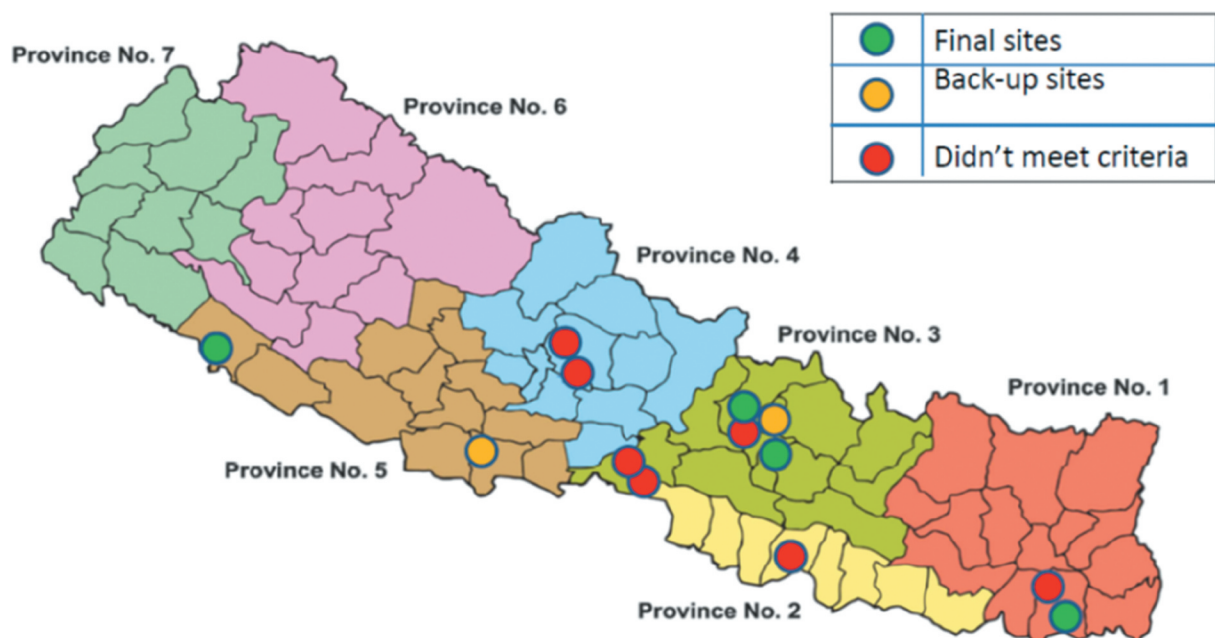 Province No. 7
Province No. 6
Province No. 4
Province No. 3
Province No. 1
Province No. 5
Province No. 2
Final sites
Back-up sites
Didn’t meet criteria